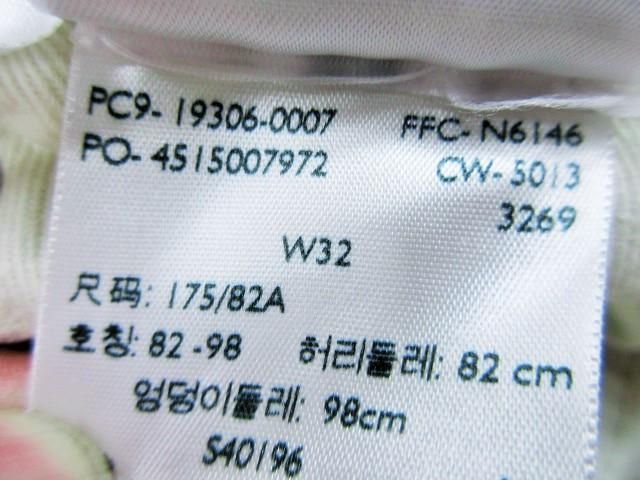 PC9- 19306-0007 FFC- N6146
PO- 4515007972 CW- 5013
3269
W32
尺码: 175/82A
호칭: 82 -98 허리둘레: 82 cm
엉덩이둘레: 98cm
S40196